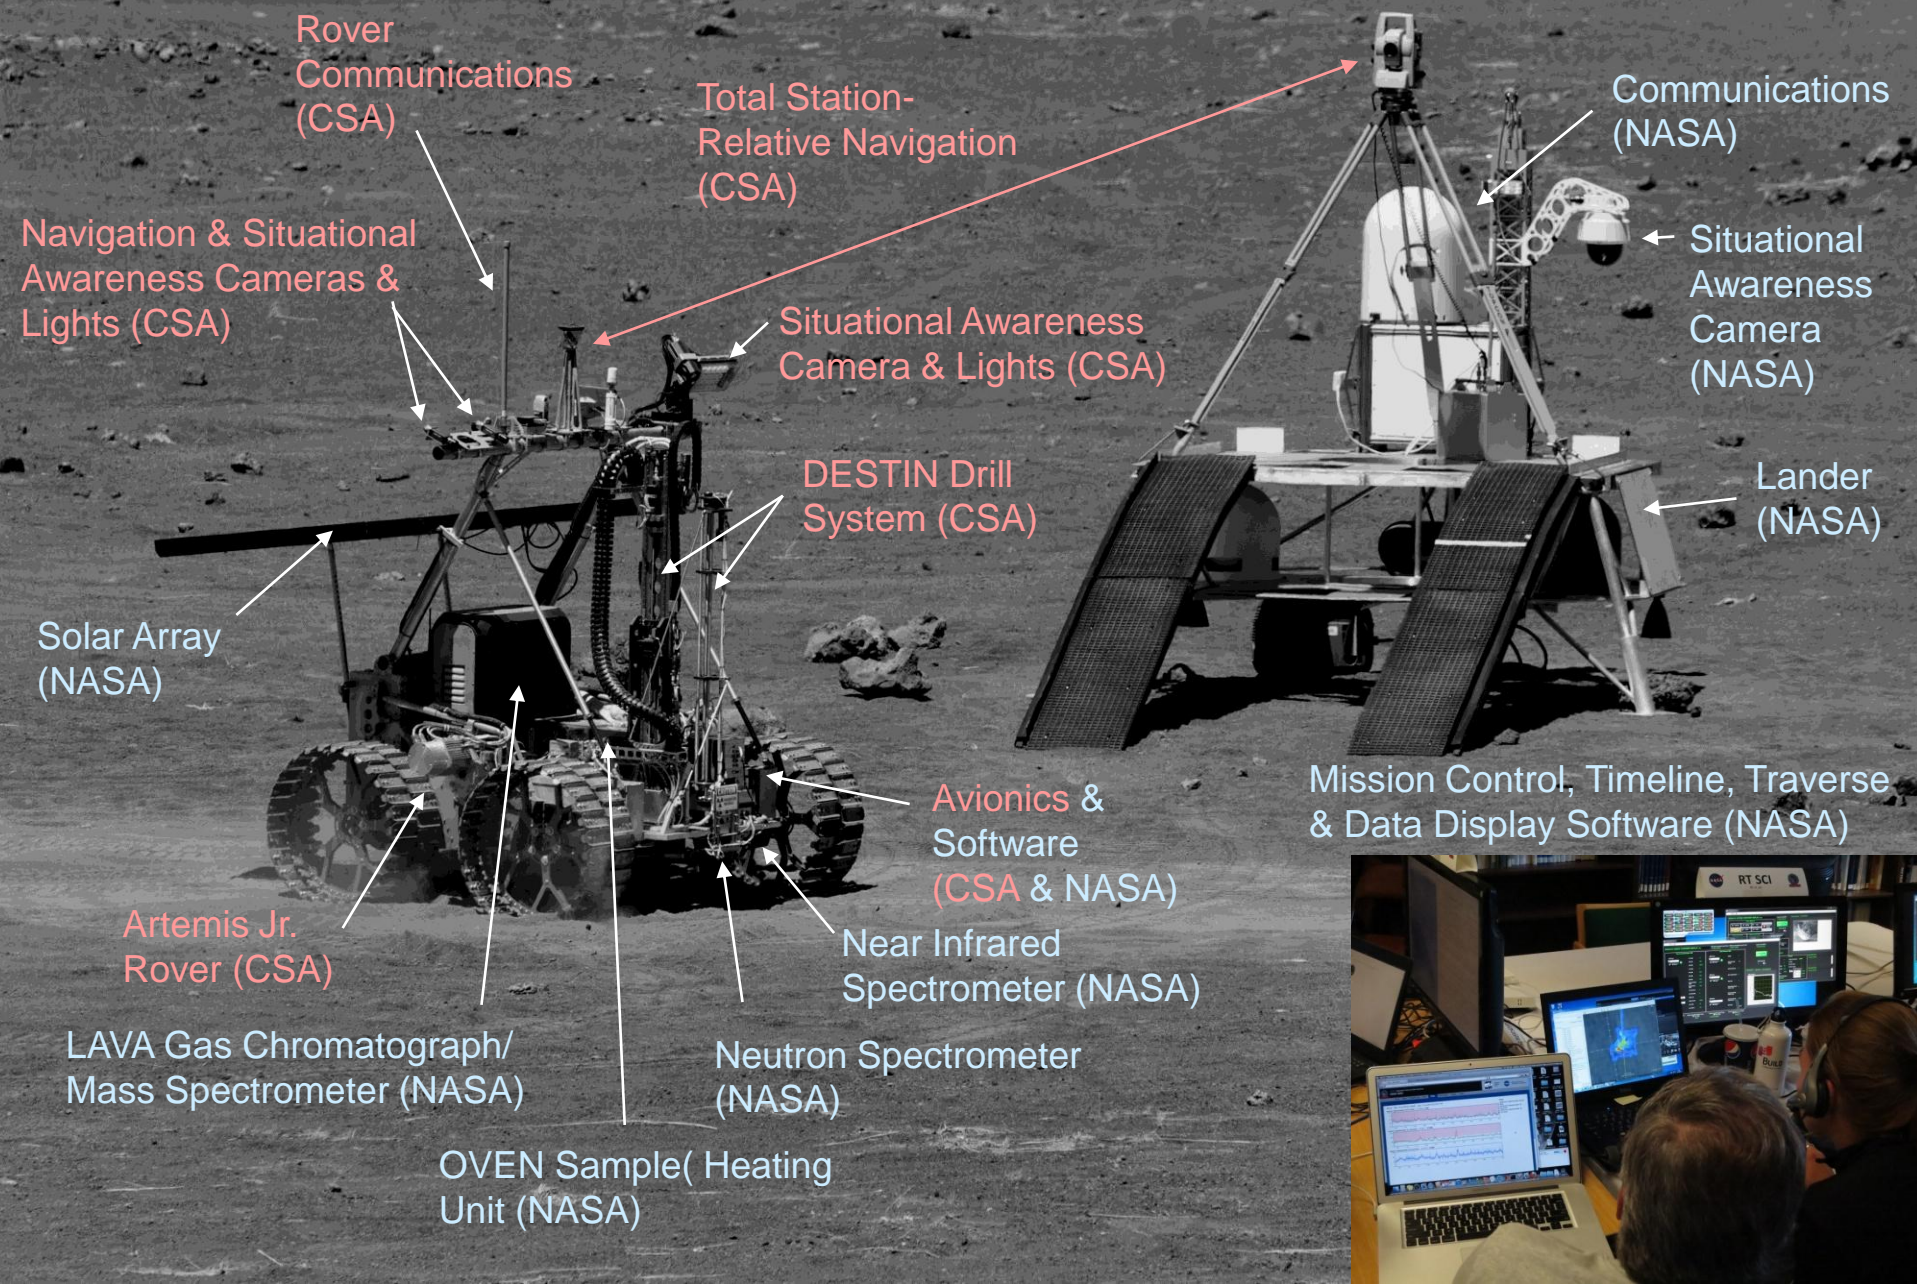 Rover
Communications
(CSA)
Total Station-
Relative Navigation
(CSA)
Communications
(NASA)
Navigation & Situational
Awareness Cameras &
Lights (CSA)
Situational
Awareness
Camera
(NASA)
Situational Awareness
Camera & Lights (CSA)
DESTIN Drill
System (CSA)
Lander
(NASA)
Solar Array
(NASA)
Mission Control, Timeline, Traverse
& Data Display Software (NASA)
Avionics &
Software
(CSA & NASA)
Artemis Jr.
Rover (CSA)
Near Infrared
Spectrometer (NASA)
LAVA Gas Chromatograph/
Mass Spectrometer (NASA)
Neutron Spectrometer
(NASA)
OVEN Sample( Heating
Unit (NASA)
RT SCI